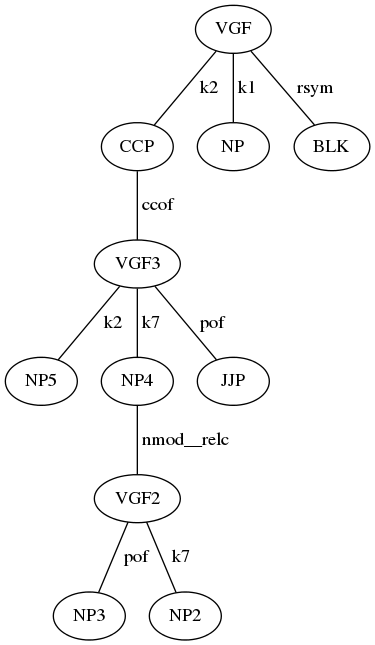 VGF
k2 k1 rsym
CCP NP BLK
ccof
VGF3
k2 k7 pof
NP5 NP4 JJP
nmod__relc
VGF2
pof k7
NP3 NP2